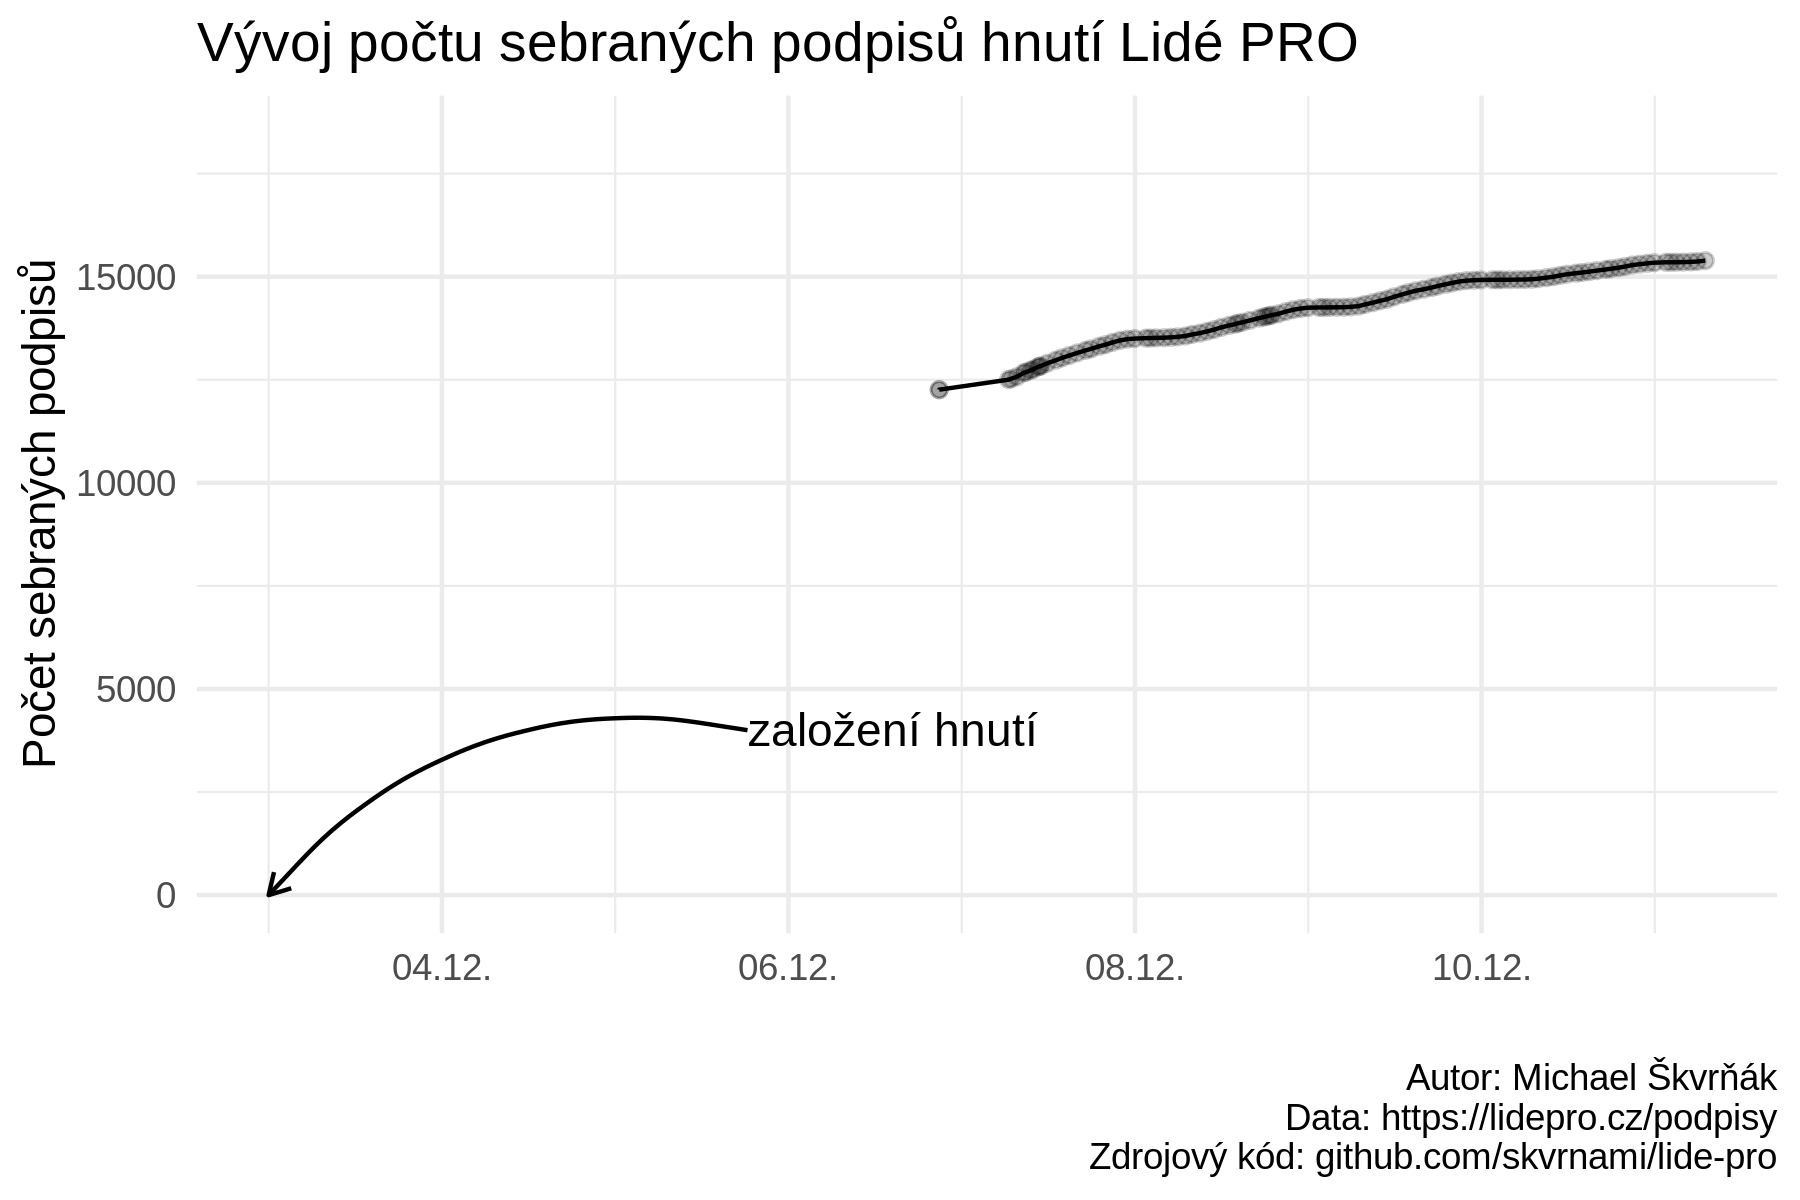 Vývoj počtu sebraných podpisů hnutí Lidé PRO
Počet sebraných podpisů
15000
10000
5000
0
založení hnutí
04.12.
06.12.
08.12.
10.12.
Autor: Michael Škvrňák
Data: https://lidepro.cz/podpisy
Zdrojový kód: github.com/skvrnami/lide-pro